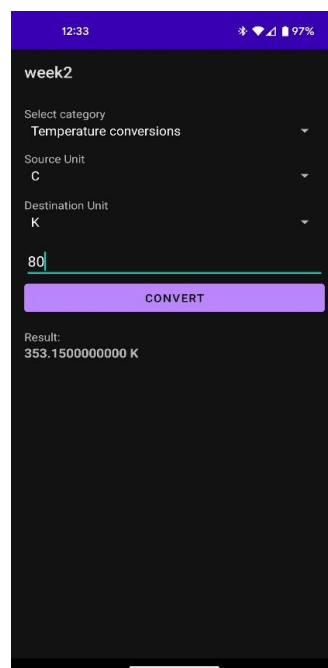 12:33 97%
week2
Select category
Temperature conversions
Source Unit
C
Destination Unit
K
80
CONVERT
Result:
353.1500000000 K